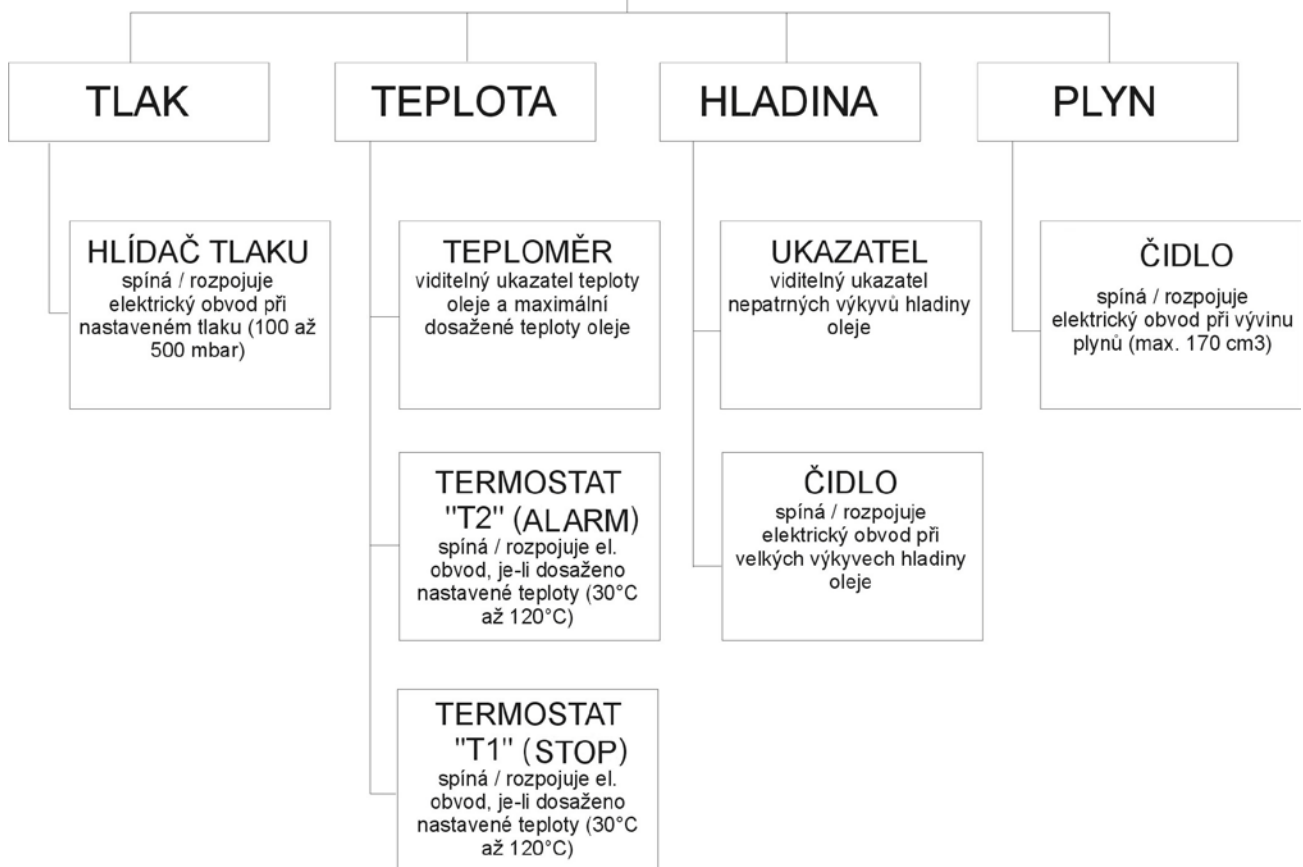 TLAK
TEPLOTA
HLADINA
PLYN
HLÍDAČ TLAKU
spíná / rozpojuje
elektrický obvod při
nastaveném tlaku (100 až
500 mbar)
TEPLOMĚR
viditelný ukazatel teploty
oleje a maximální
dosažené teploty oleje
UKAZATEL
viditelný ukazatel
nepatrných výkyvů hladiny
oleje
ČIDLO
spíná / rozpojuje
elektrický obvod při vývinu
plynů (max. 170 cm3)
TERMOSTAT
"T2" (ALARM)
spíná / rozpojuje el.
obvod, je-li dosaženo
nastavené teploty (30°C
až 120°C)
ČIDLO
spíná / rozpojuje
elektrický obvod při
velkých výkyvech hladiny
oleje
TERMOSTAT
"T1" (STOP)
spíná / rozpojuje el.
obvod, je-li dosaženo
nastavené teploty (30°C
až 120°C)